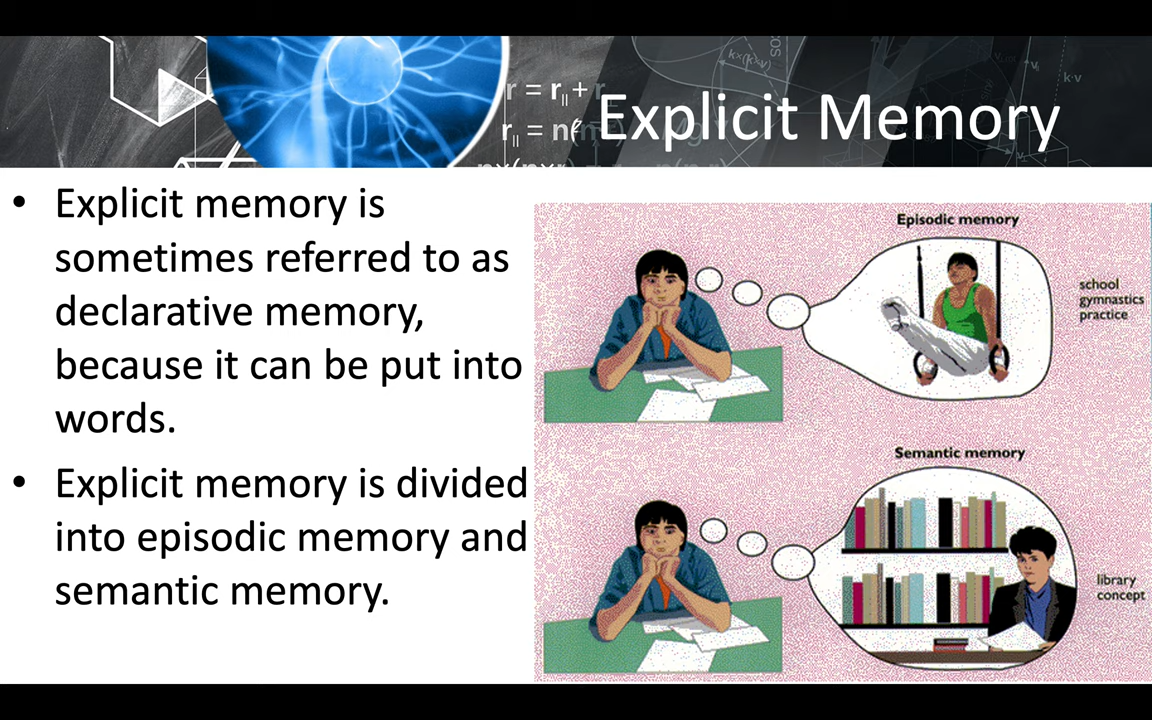 r = r|| + r
r|| = n(
Explicit Memory
• Explicit memory is
sometimes referred to as
declarative memory,
because it can be put into
words.
• Explicit memory is divided
into episodic memory and
semantic memory.
Episodic memory
school
gymnastics
practice
Semantic memory
library
concept